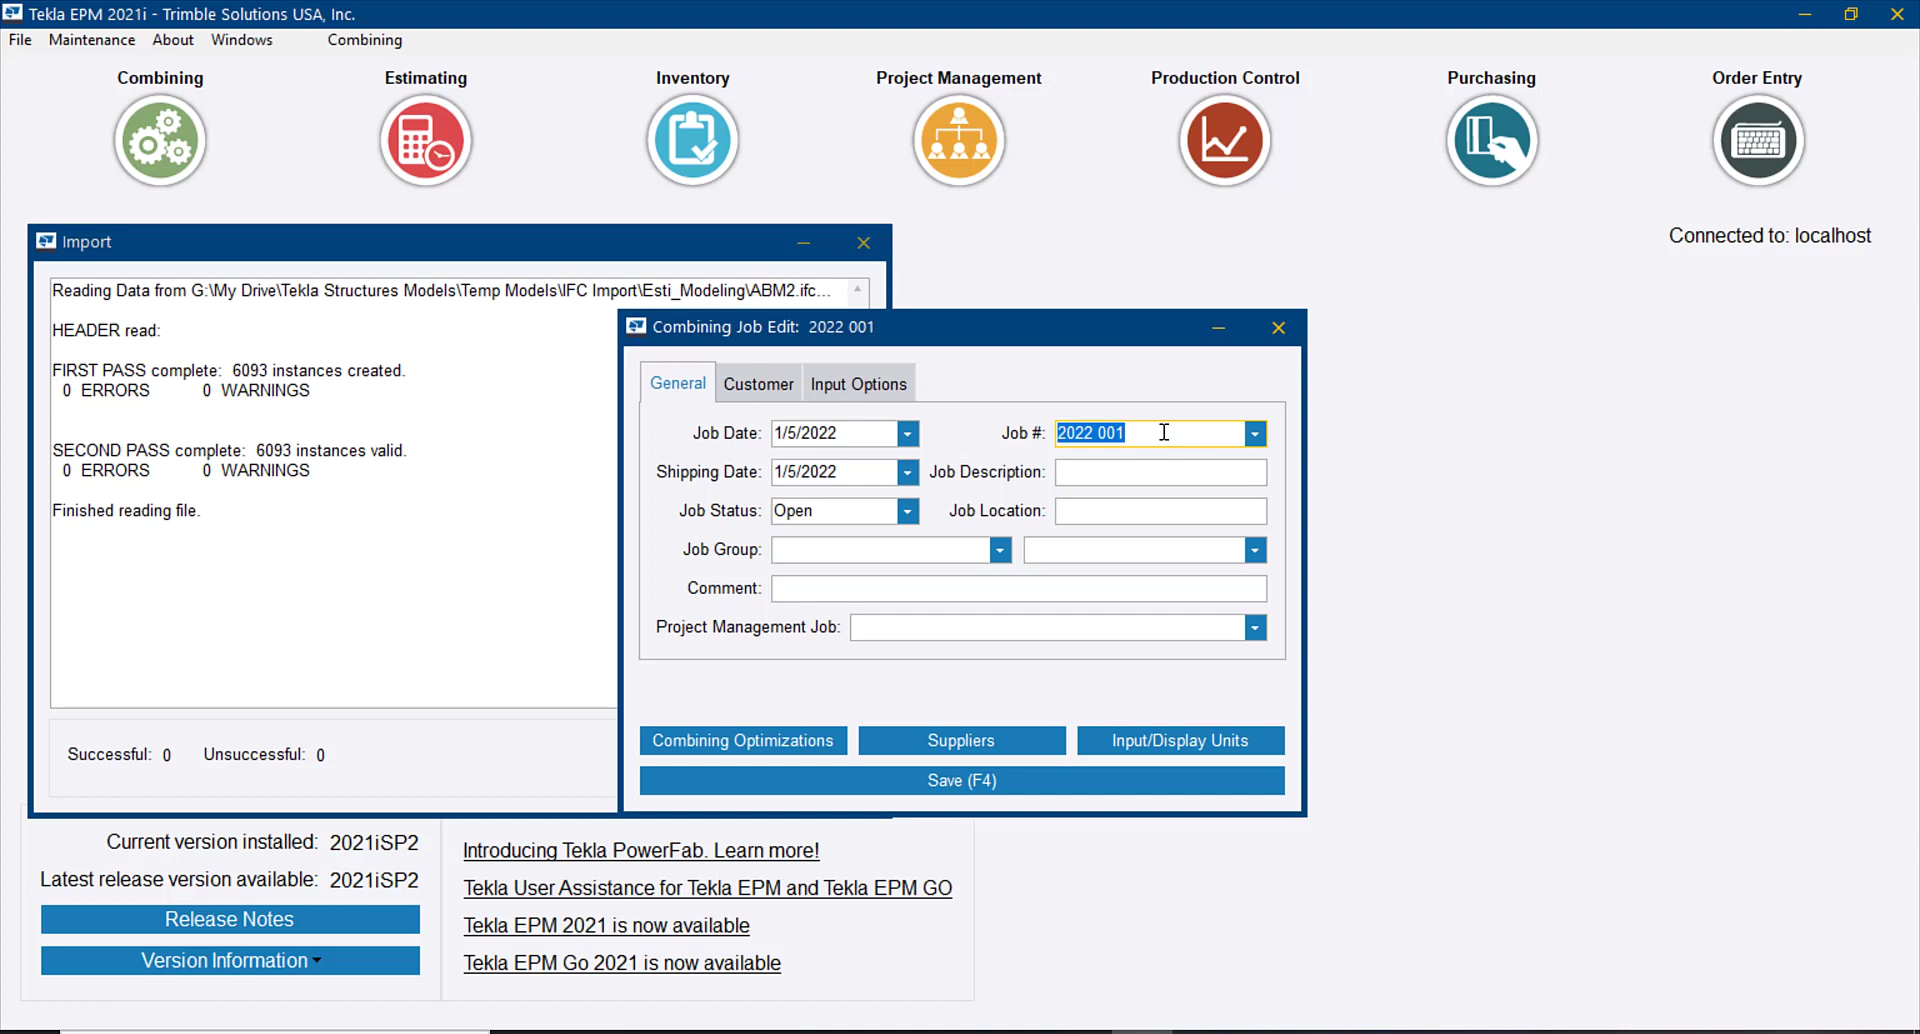 Tekla EPM 2021i - Trimble Solutions USA, Inc.
File Maintenance About Windows Combining
Combining Estimating Inventory Project Management Production Control Purchasing Order Entry
Connected to: localhost
Import
Reading Data from G:\My Drive\Tekla Structures Models\Temp Models\IFC Import\Esti_Modeling\ABM2.ifc...
HEADER read:
FIRST PASS complete: 6093 instances created.
0 ERRORS 0 WARNINGS
SECOND PASS complete: 6093 instances valid.
0 ERRORS 0 WARNINGS
Finished reading file.
Successful: 0 Unsuccessful: 0
Combining Job Edit: 2022 001
General Customer Input Options
Job Date: 1/5/2022 Job #: 2022 001
Shipping Date: 1/5/2022 Job Description:
Job Status: Open Job Location:
Job Group:
Comment:
Project Management Job:
Combining Optimizations Suppliers Input/Display Units
Save (F4)
Current version installed: 2021iSP2
Latest release version available: 2021iSP2
Release Notes
Version Information
Introducing Tekla PowerFab. Learn more!
Tekla User Assistance for Tekla EPM and Tekla EPM GO
Tekla EPM 2021 is now available
Tekla EPM Go 2021 is now available